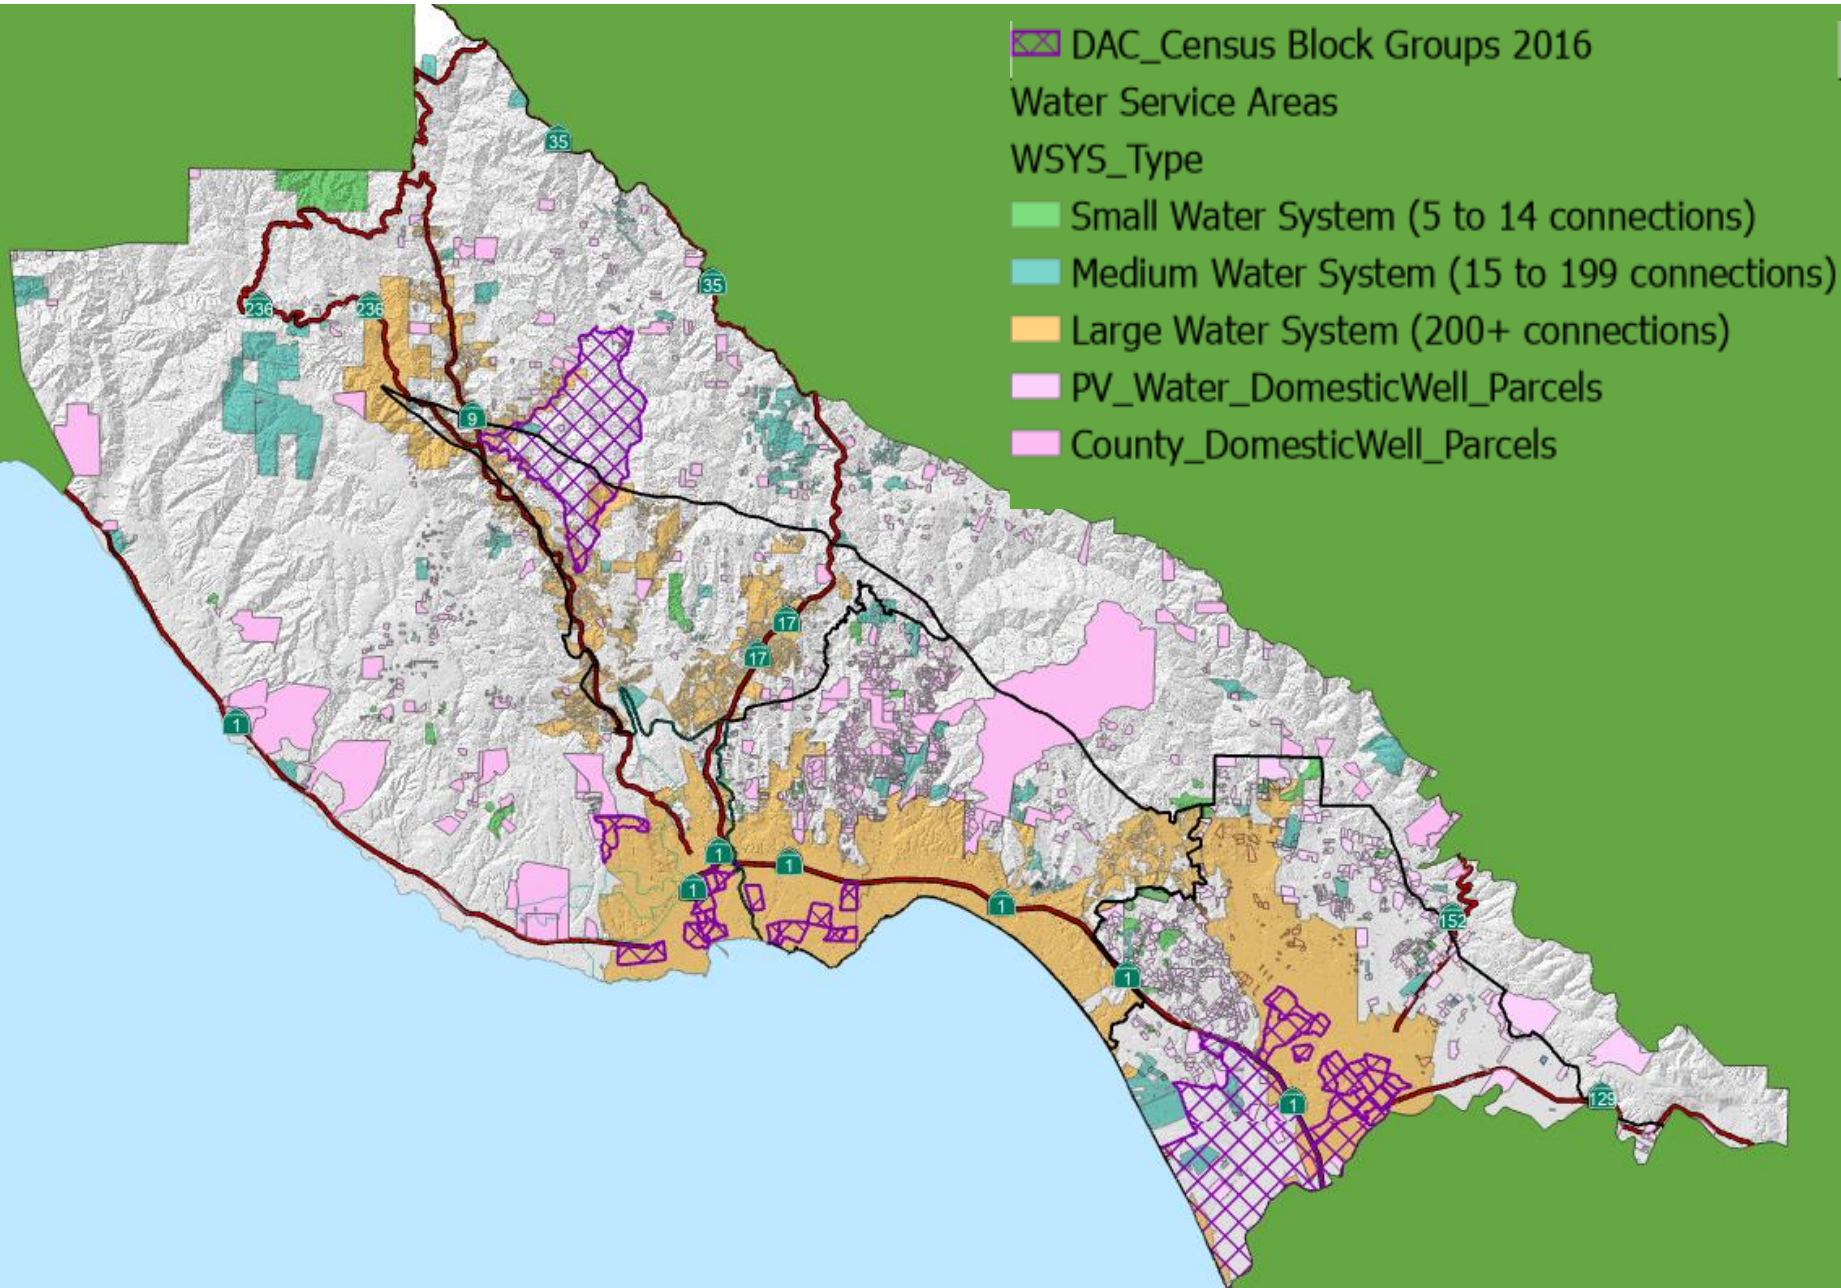 DAC_Census Block Groups 2016
Water Service Areas
WSYS_Type
Small Water System (5 to 14 connections)
Medium Water System (15 to 199 connections)
Large Water System (200+ connections)
PV_Water_DomesticWell_Parcels
County_DomesticWell_Parcels
35
35
236
236
9
17
17
1
1
1
1
1
152
1
1
129